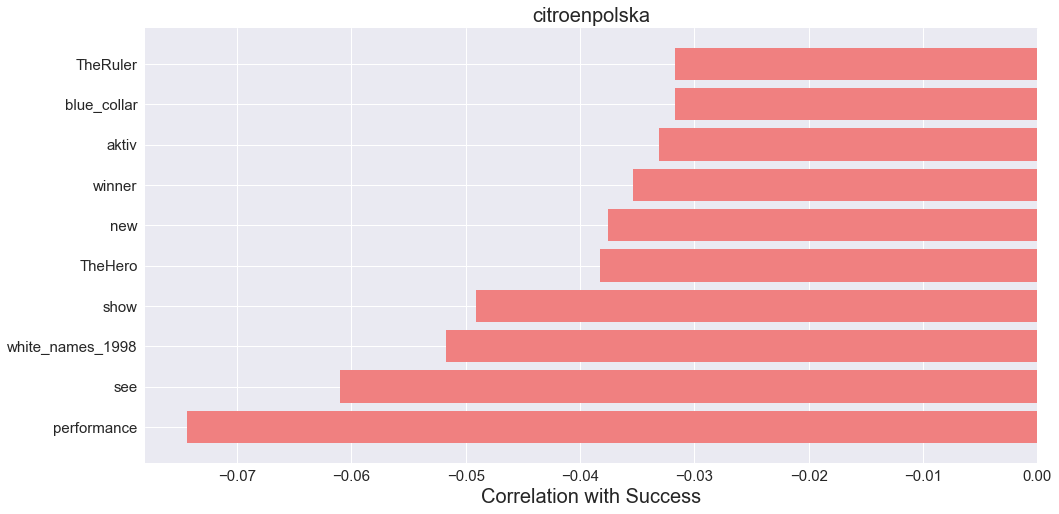 citroenpolska
TheRuler
blue_collar
aktiv
winner
new
TheHero
show
white_names_1998
see
performance
−0.07 −0.06 −0.05 −0.04 −0.03 −0.02 −0.01 0.00
Correlation with Success